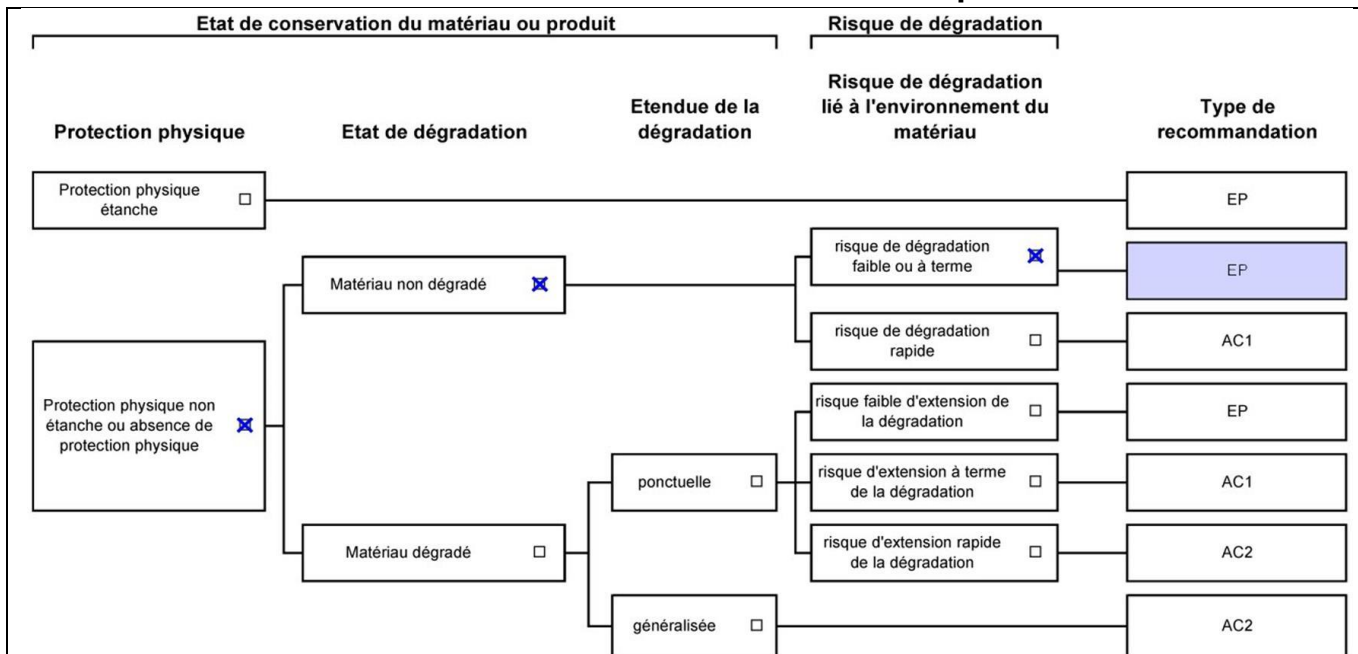 Etat de conservation du matériau ou produit
Risque de dégradation
Protection physique
Etat de dégradation
Etendue de la
dégradation
Risque de dégradation
lié à l'environnement du
matériau
Type de
recommandation
Protection physique
étanche
EP
risque de dégradation
faible ou à terme
EP
Matériau non dégradé
risque de dégradation
rapide
AC1
Protection physique non
étanche ou absence de
protection physique
risque faible d'extension de
la dégradation
EP
ponctuelle
risque d'extension à terme
de la dégradation
AC1
Matériau dégradé
risque d'extension rapide
de la dégradation
AC2
généralisée
AC2